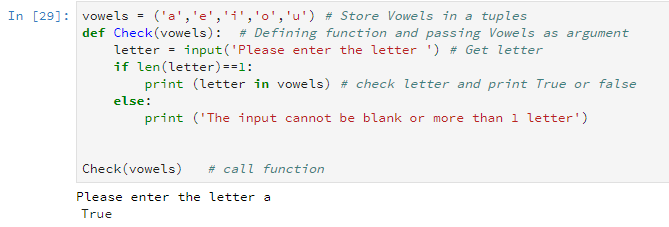 In [29]: vowels = ('a','e','i','o','u') # Store Vowels in a tuples
def Check(vowels):  # Defining function and passing Vowels as argument
    letter = input('Please enter the letter ') # Get letter
    if len(letter)==1:
        print (letter in vowels) # check letter and print True or false
    else:
        print ('The input cannot be blank or more than 1 letter')
Check(vowels)   # call function
Please enter the letter a
True